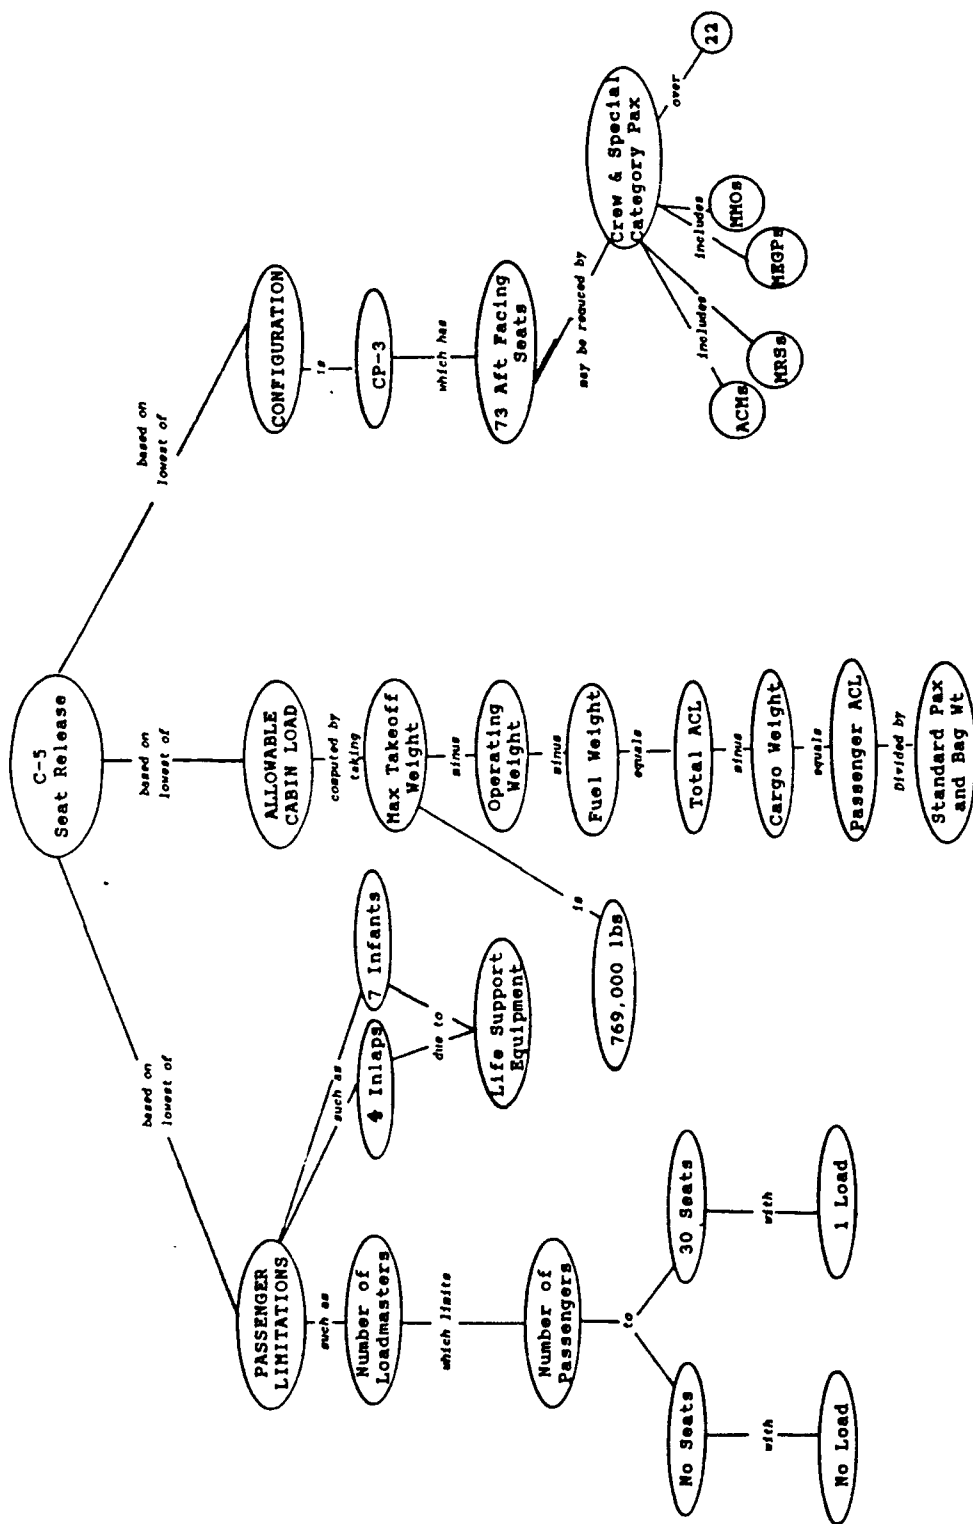 C-5
Seat Release
based on
lowest of
based on
lowest of
based on
lowest of
PASSENGER
LIMITATIONS
ALLOWABLE
CABIN LOAD
CONFIGURATION
such as
such as
computed by
taking
is
Number of
Loadmasters
4 Inlaps
7 Infants
Max Takeoff
Weight
CP-3
which limits
due to
minus
which has
Life Support
Equipment
Operating
Weight
73 Aft Facing
Seats
Number of
Passengers
minus
is
Fuel Weight
may be reduced by
to
769,000 lbs
equals
Crew & Special
Category Pax
No Seats
30 Seats
Total ACL
includes
includes
over
with
with
minus
ACMs
MRSs
MEGPs
MMOs
22
Cargo Weight
No Load
1 Load
equals
Passenger ACL
Divided by
Standard Pax
and Bag Wt